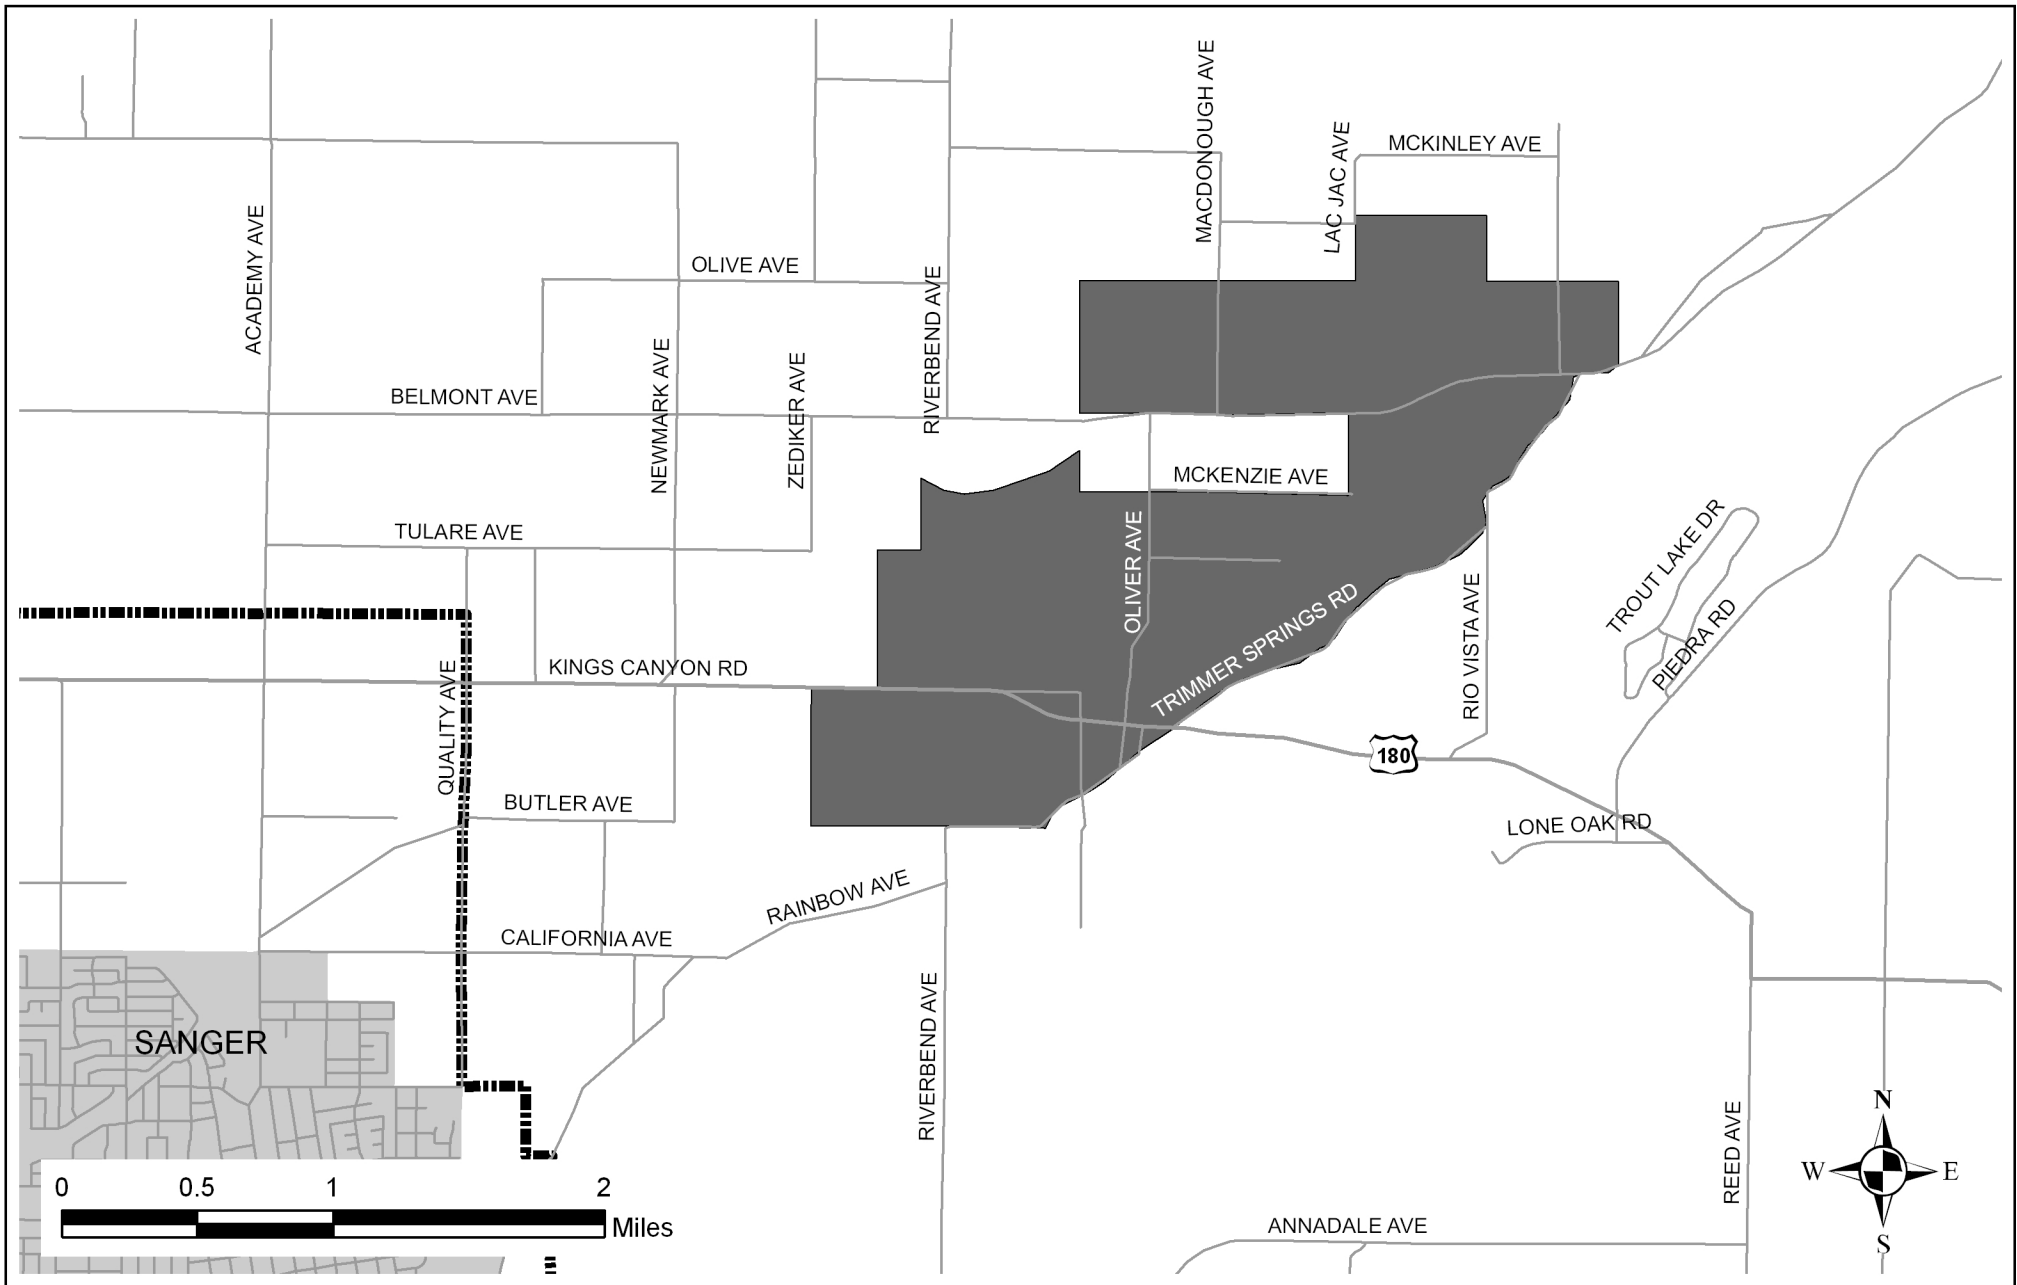 MACDONOUGH AVE
LAC JAC AVE
MCKINLEY AVE
ACADEMY AVE
OLIVE AVE
RIVERBEND AVE
NEWMARK AVE
ZEDIKER AVE
BELMONT AVE
MCKENZIE AVE
TULARE AVE
OLIVER AVE
TROUT LAKE DR
TRIMMER SPRINGS RD
RIO VISTA AVE
PIEDRA RD
KINGS CANYON RD
QUALITY AVE
180
BUTLER AVE
LONE OAK RD
RAINBOW AVE
CALIFORNIA AVE
RIVERBEND AVE
SANGER
REED AVE
ANNADALE AVE
N
W E
S
0 0.5 1 2
Miles